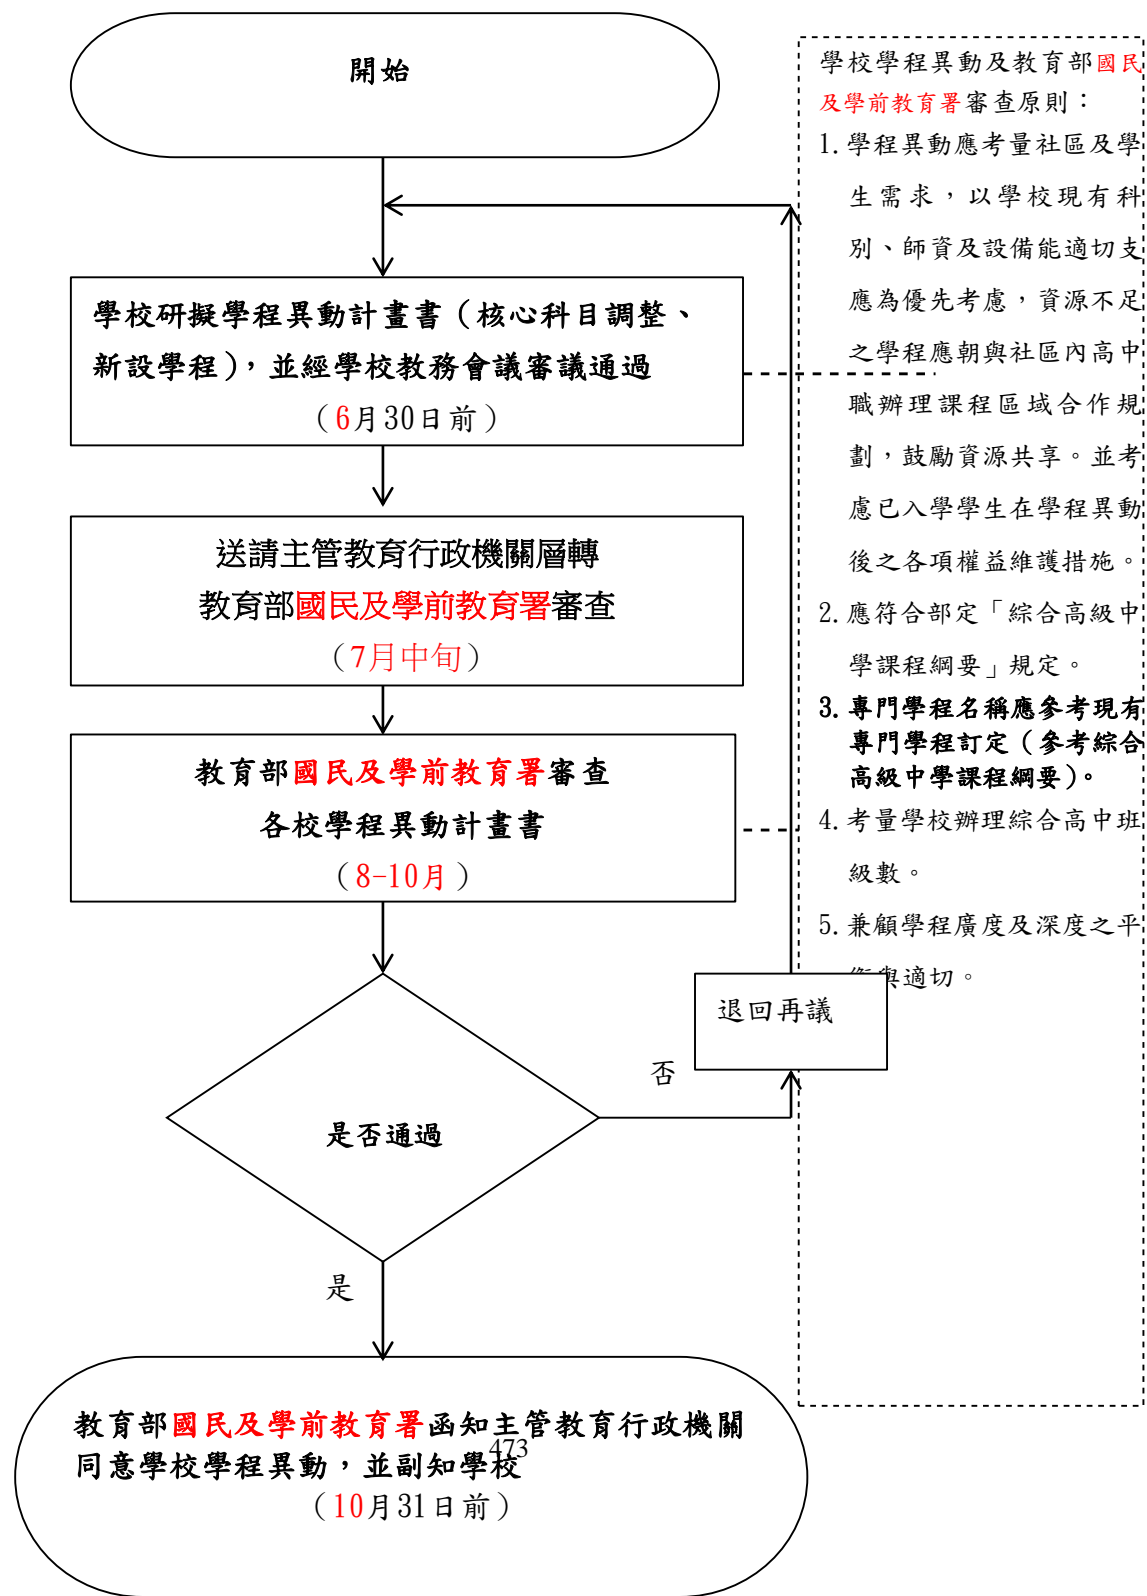 開始
學校研擬學程異動計畫書（核心科目調整、
新設學程），並經學校教務會議審議通過
（6月30日前）
送請主管教育行政機關層轉
教育部國民及學前教育署審查
（7月中旬）
教育部國民及學前教育署審查
各校學程異動計畫書
（8-10月）
是否通過
否
退回再議
是
教育部國民及學前教育署函知主管教育行政機關
同意學校學程異動，並副知學校
（10月31日前）
473
學校學程異動及教育部國民
及學前教育署審查原則：
1.學程異動應考量社區及學
生需求，以學校現有科
別、師資及設備能適切支
應為優先考慮，資源不足
之學程應朝與社區內高中
職辦理課程區域合作規
劃，鼓勵資源共享。並考
慮已入學學生在學程異動
後之各項權益維護措施。
2.應符合部定「綜合高級中
學課程綱要」規定。
3.專門學程名稱應參考現有
專門學程訂定（參考綜合
高級中學課程綱要）。
4.考量學校辦理綜合高中班
級數。
5.兼顧學程廣度及深度之平
衡與適切。